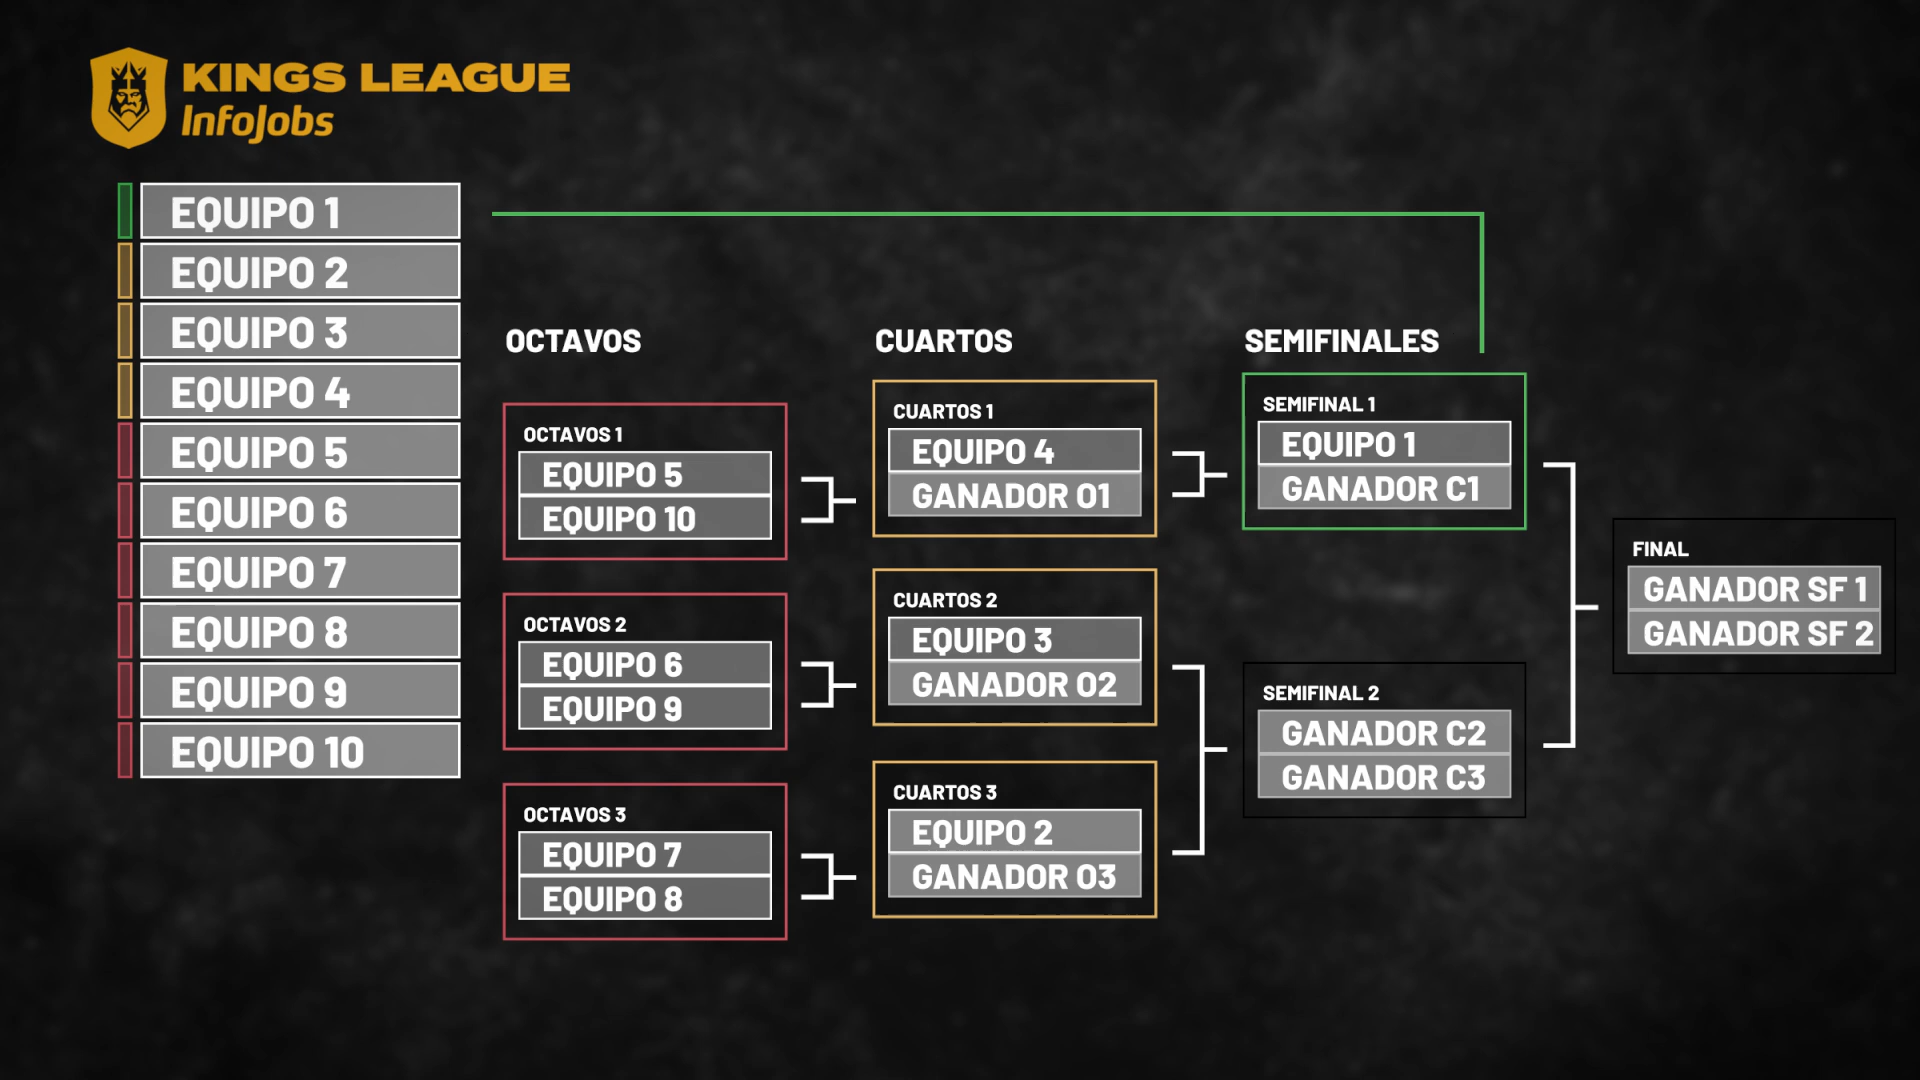 KINGS LEAGUE
InfoJobs
EQUIPO 1
EQUIPO 2
EQUIPO 3
EQUIPO 4
EQUIPO 5
EQUIPO 6
EQUIPO 7
EQUIPO 8
EQUIPO 9
EQUIPO 10
OCTAVOS
OCTAVOS 1
EQUIPO 5
EQUIPO 10
OCTAVOS 2
EQUIPO 6
EQUIPO 9
OCTAVOS 3
EQUIPO 7
EQUIPO 8
CUARTOS
CUARTOS 1
EQUIPO 4
GANADOR O1
CUARTOS 2
EQUIPO 3
GANADOR O2
CUARTOS 3
EQUIPO 2
GANADOR O3
SEMIFINALES
SEMIFINAL 1
EQUIPO 1
GANADOR C1
SEMIFINAL 2
GANADOR C2
GANADOR C3
FINAL
GANADOR SF 1
GANADOR SF 2